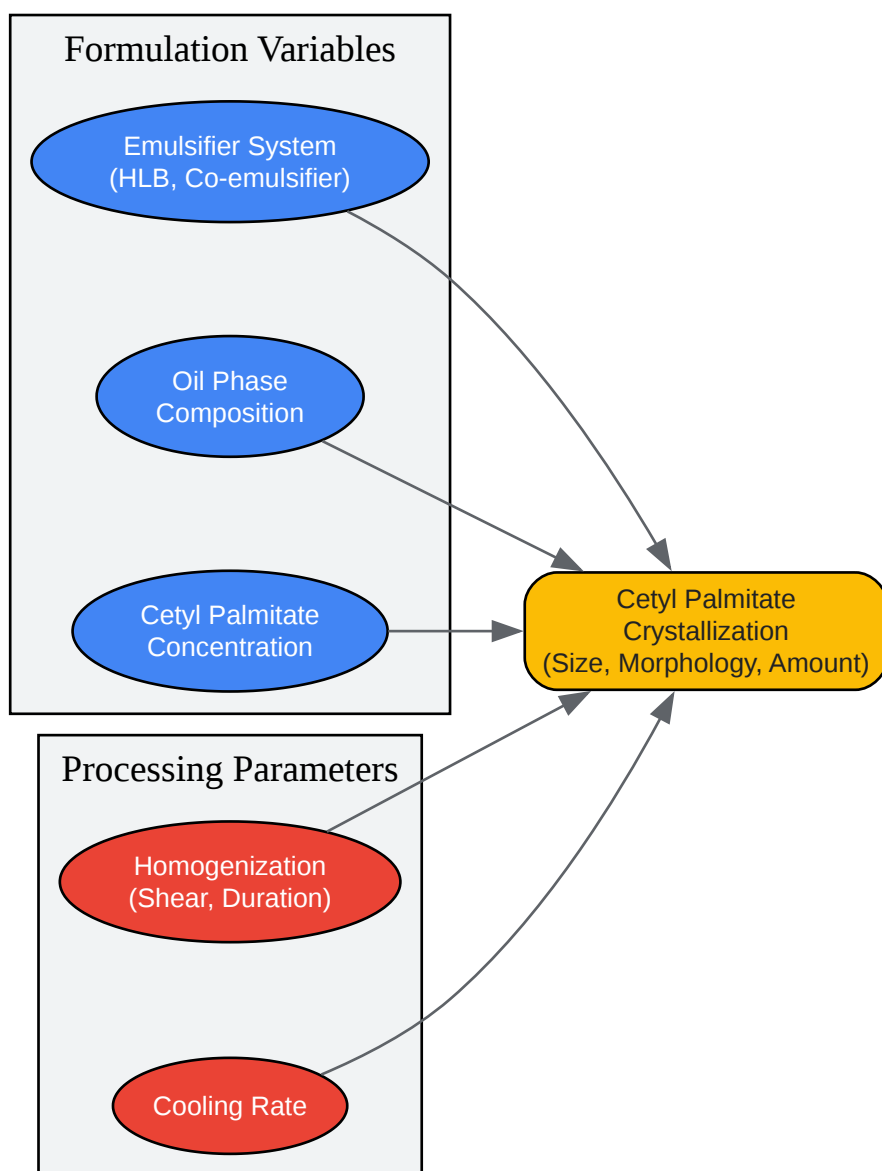 Formulation Variables
Emulsifier System
(HLB, Co-emulsifier)
Oil Phase
Composition
Cetyl Palmitate
Concentration
Cetyl Palmitate
Crystallization
(Size, Morphology, Amount)
Processing Parameters
Homogenization
(Shear, Duration)
Cooling Rate